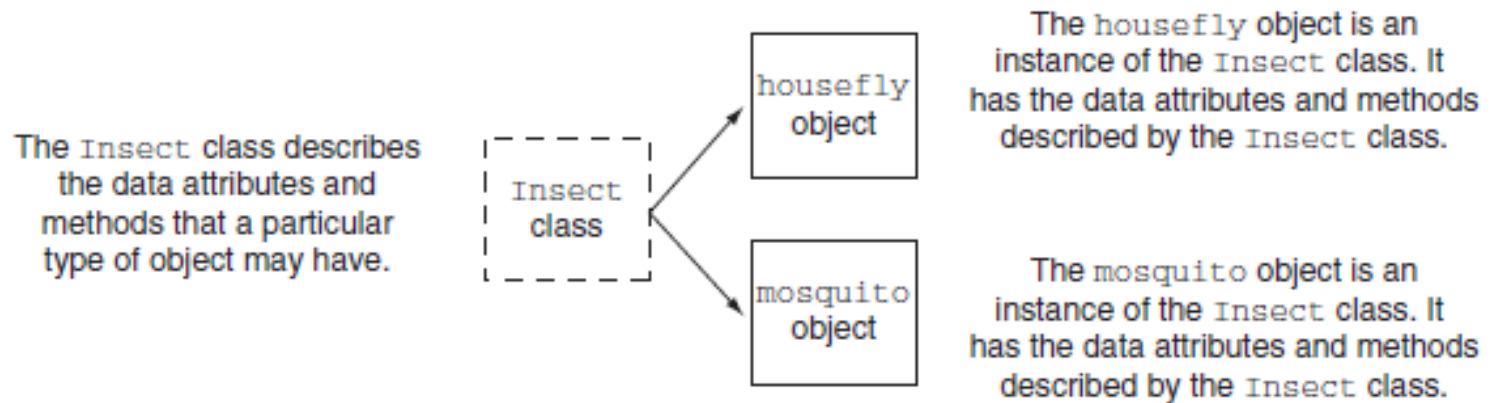 The Insect class describes
the data attributes and
methods that a particular
type of object may have.
Insect
class
housefly
object
The housefly object is an
instance of the Insect class. It
has the data attributes and methods
described by the Insect class.
mosquito
object
The mosquito object is an
instance of the Insect class. It
has the data attributes and methods
described by the Insect class.